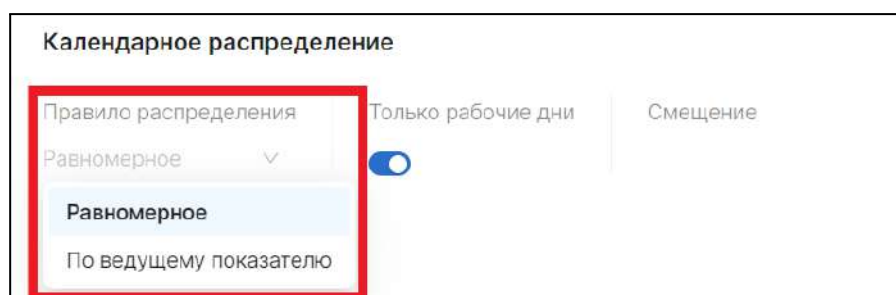 Календарное распределение
Правило распределения
Только рабочие дни
Смещение
Равномерное
Равномерное
По ведущему показателю